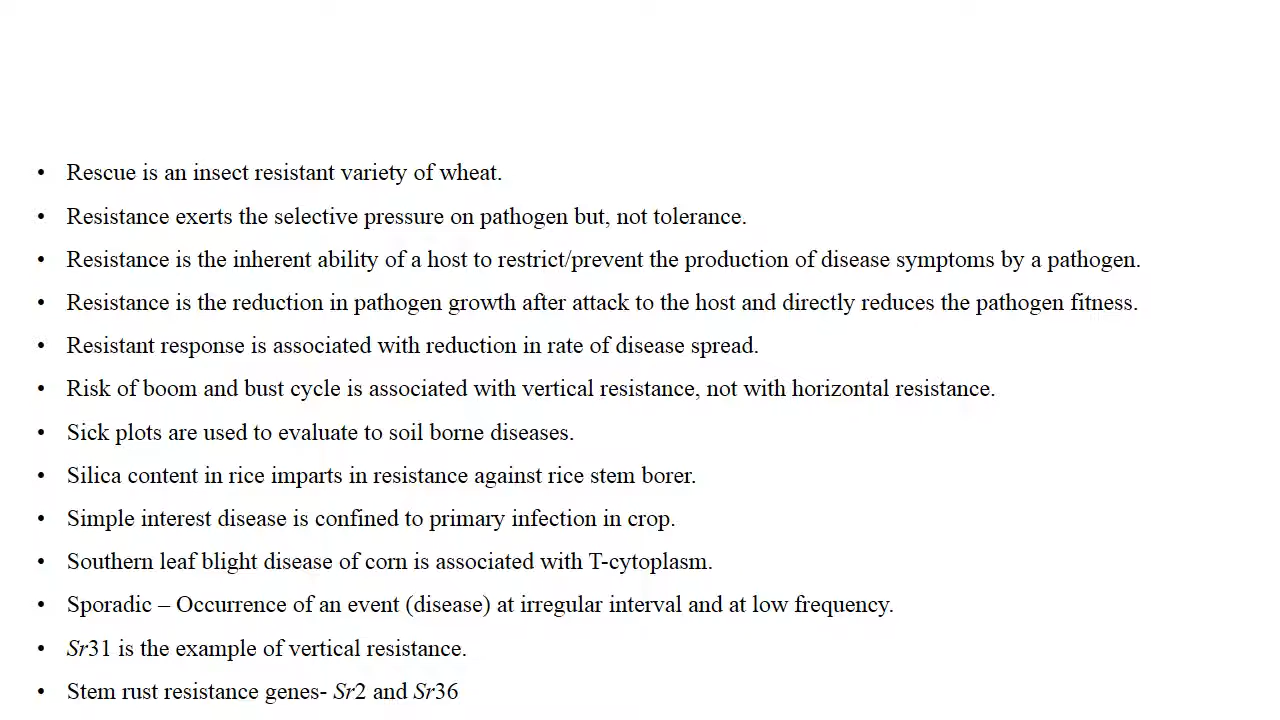 • Rescue is an insect resistant variety of wheat.
• Resistance exerts the selective pressure on pathogen but, not tolerance.
• Resistance is the inherent ability of a host to restrict/prevent the production of disease symptoms by a pathogen.
• Resistance is the reduction in pathogen growth after attack to the host and directly reduces the pathogen fitness.
• Resistant response is associated with reduction in rate of disease spread.
• Risk of boom and bust cycle is associated with vertical resistance, not with horizontal resistance.
• Sick plots are used to evaluate to soil borne diseases.
• Silica content in rice imparts in resistance against rice stem borer.
• Simple interest disease is confined to primary infection in crop.
• Southern leaf blight disease of corn is associated with T-cytoplasm.
• Sporadic – Occurrence of an event (disease) at irregular interval and at low frequency.
• Sr31 is the example of vertical resistance.
• Stem rust resistance genes- Sr2 and Sr36